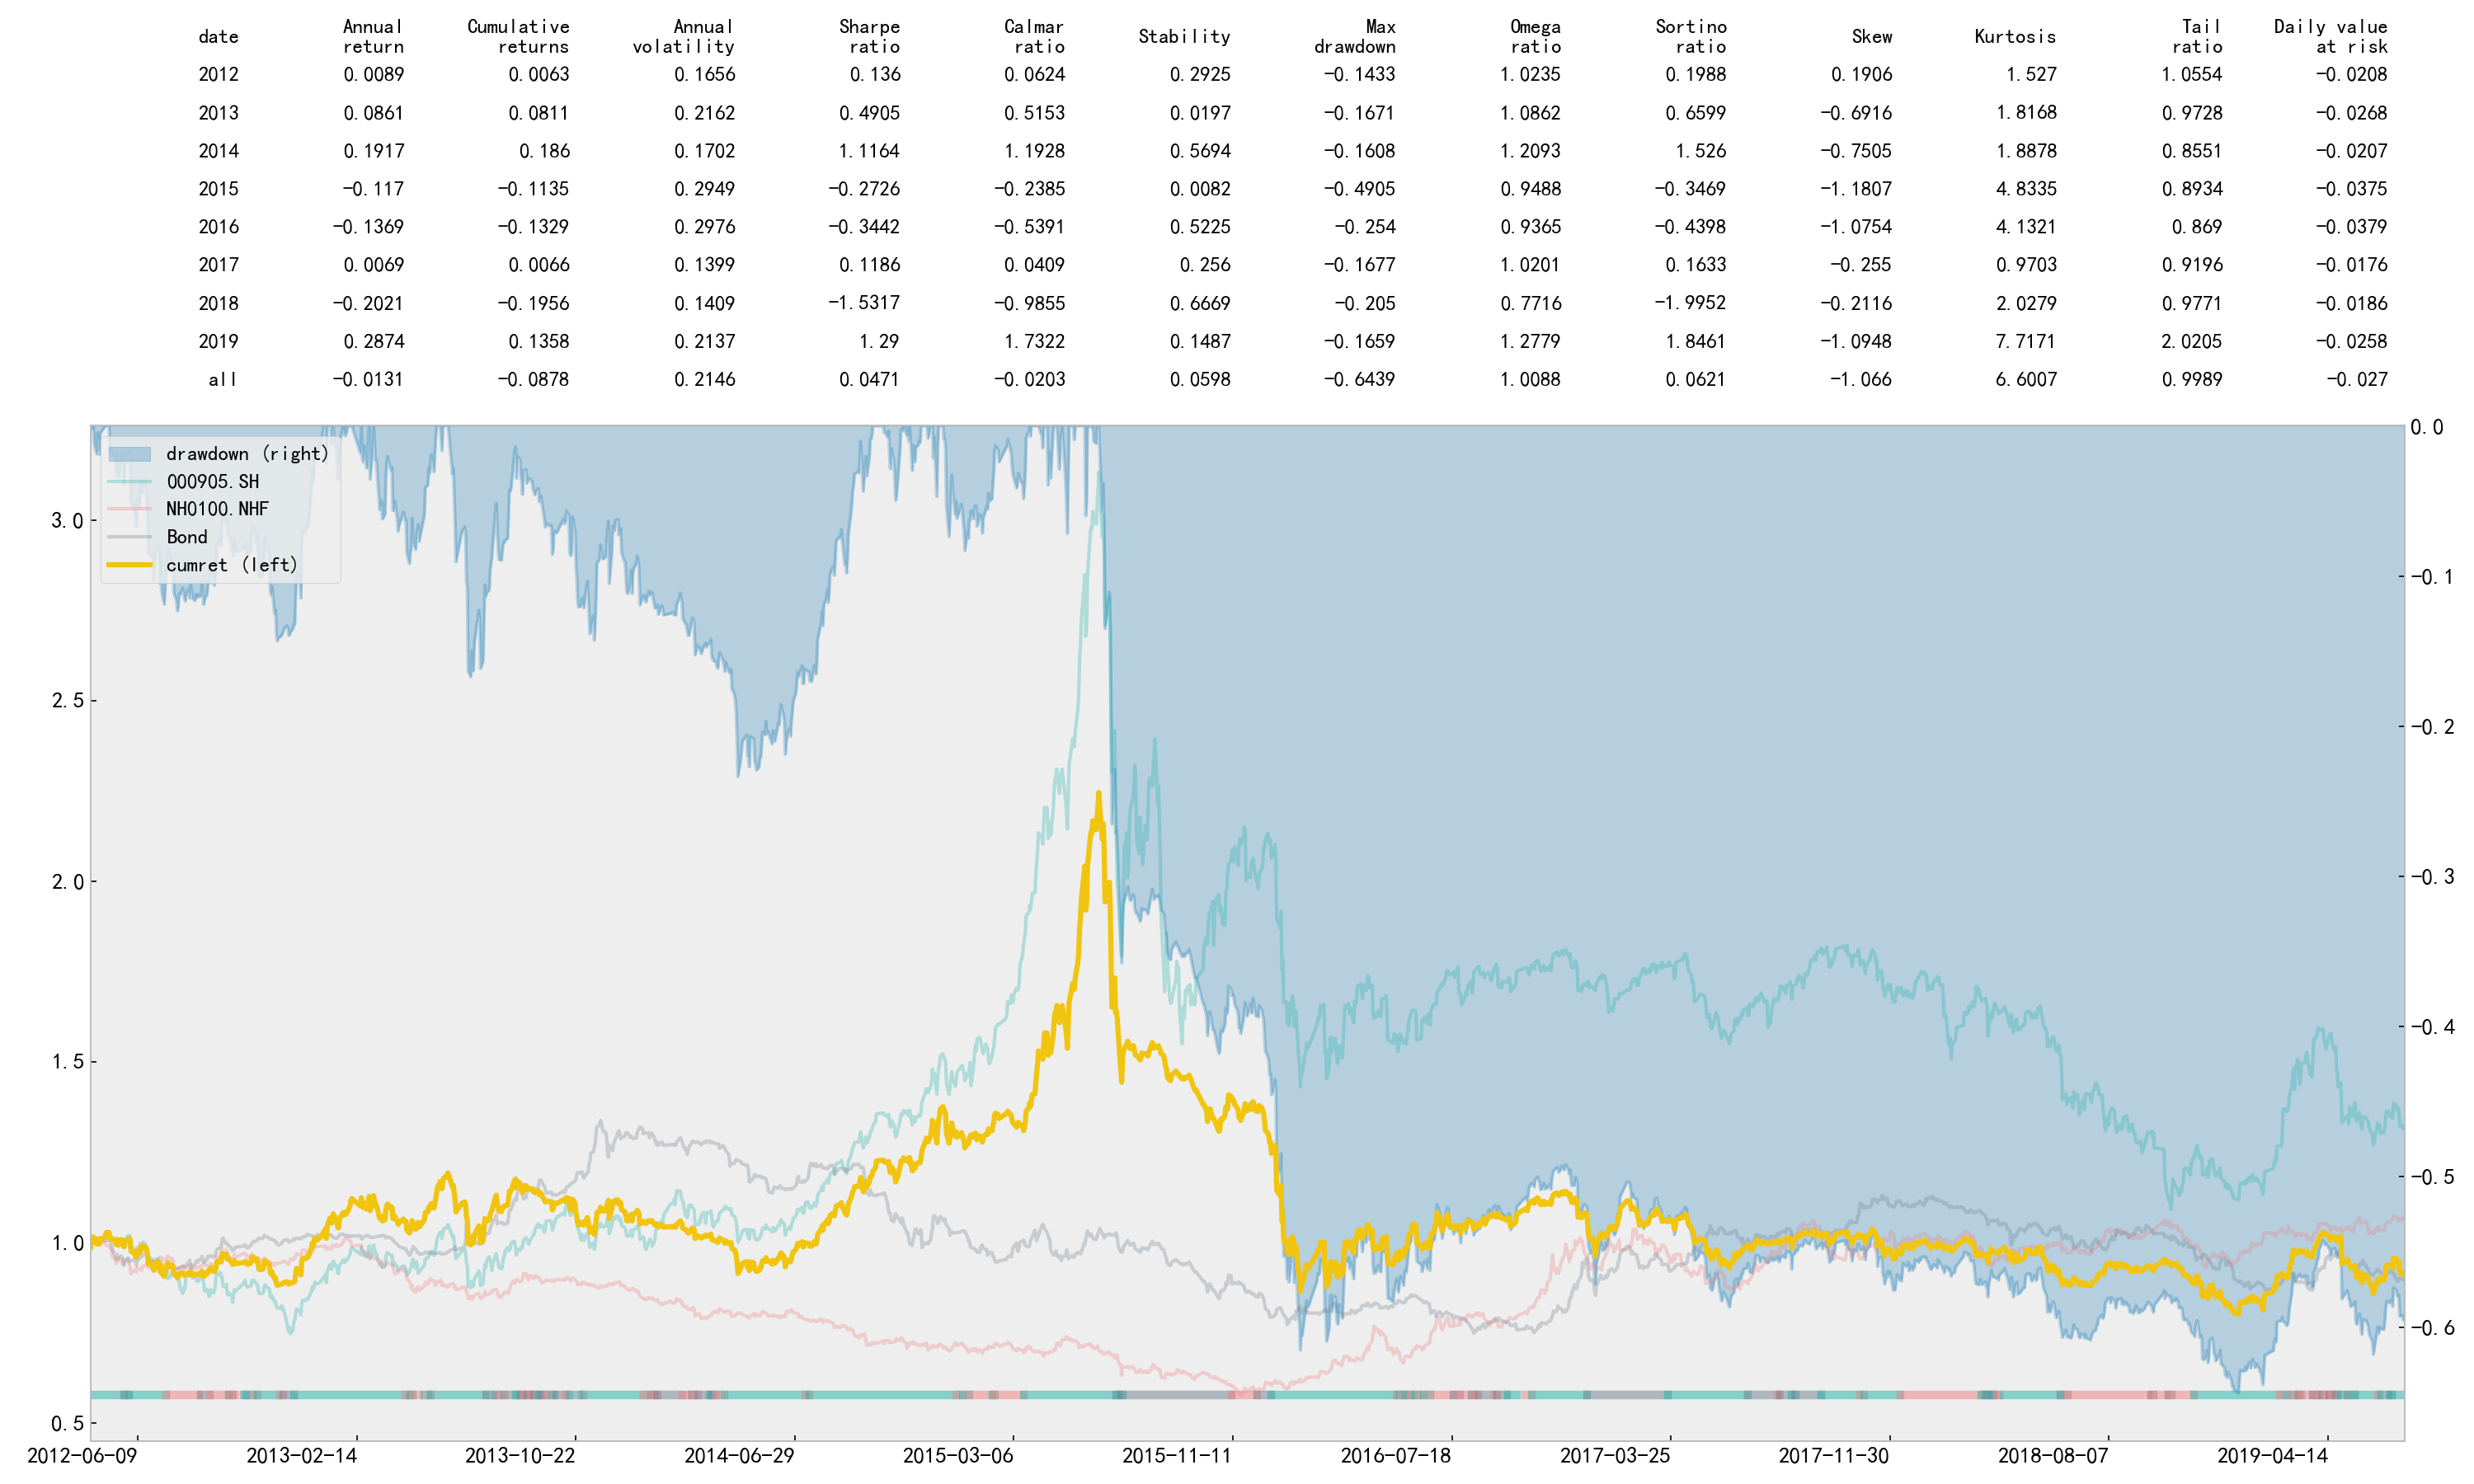 date Annual return Cumulative returns Annual volatility Sharpe ratio Calmar ratio Stability Max drawdown Omega ratio Sortino ratio Skew Kurtosis Tail ratio Daily value at risk
2012 0.0089 0.0063 0.1656 0.136 0.0624 0.2925 -0.1433 1.0235 0.1988 0.1906 1.527 1.0554 -0.0208
2013 0.0861 0.0811 0.2162 0.4905 0.5153 0.0197 -0.1671 1.0862 0.6599 -0.6916 1.8168 0.9728 -0.0268
2014 0.1917 0.186 0.1702 1.1164 1.1928 0.5694 -0.1608 1.2093 1.526 -0.7505 1.8878 0.8551 -0.0207
2015 -0.117 -0.1135 0.2949 -0.2726 -0.2385 0.0082 -0.4905 0.9488 -0.3469 -1.1807 4.8335 0.8934 -0.0375
2016 -0.1369 -0.1329 0.2976 -0.3442 -0.5391 0.5225 -0.254 0.9365 -0.4398 -1.0754 4.1321 0.869 -0.0379
2017 0.0069 0.0066 0.1399 0.1186 0.0409 0.256 -0.1677 1.0201 0.1633 -0.255 0.9703 0.9196 -0.0176
2018 -0.2021 -0.1956 0.1409 -1.5317 -0.9855 0.6669 -0.205 0.7716 -1.9952 -0.2116 2.0279 0.9771 -0.0186
2019 0.2874 0.1358 0.2137 1.29 1.7322 0.1487 -0.1659 1.2779 1.8461 -1.0948 7.7171 2.0205 -0.0258
all -0.0131 -0.0878 0.2146 0.0471 -0.0203 0.0598 -0.6439 1.0088 0.0621 -1.066 6.6007 0.9989 -0.027
drawdown (right)
000905.SH
NH0100.NHF
Bond
cumret (left)
3.0
2.5
2.0
1.5
1.0
0.5
0.0
-0.1
-0.2
-0.3
-0.4
-0.5
-0.6
2012-06-09 2013-02-14 2013-10-22 2014-06-29 2015-03-06 2015-11-11 2016-07-18 2017-03-25 2017-11-30 2018-08-07 2019-04-14